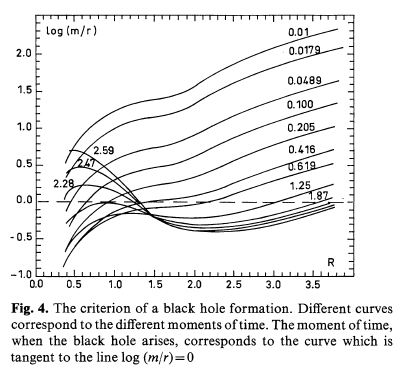 log (m/r)
2.0
1.5
1.0
0.5
0.0
-0.5
-1.0
0.01
0.0179
0.0489
0.100
0.205
0.416
0.619
1.25
1.87
2.59
2.47
2.28
R
0.0 0.5 1.0 1.5 2.0 2.5 3.0 3.5
Fig. 4. The criterion of a black hole formation. Different curves
correspond to the different moments of time. The moment of time,
when the black hole arises, corresponds to the curve which is
tangent to the line log (m/r)=0